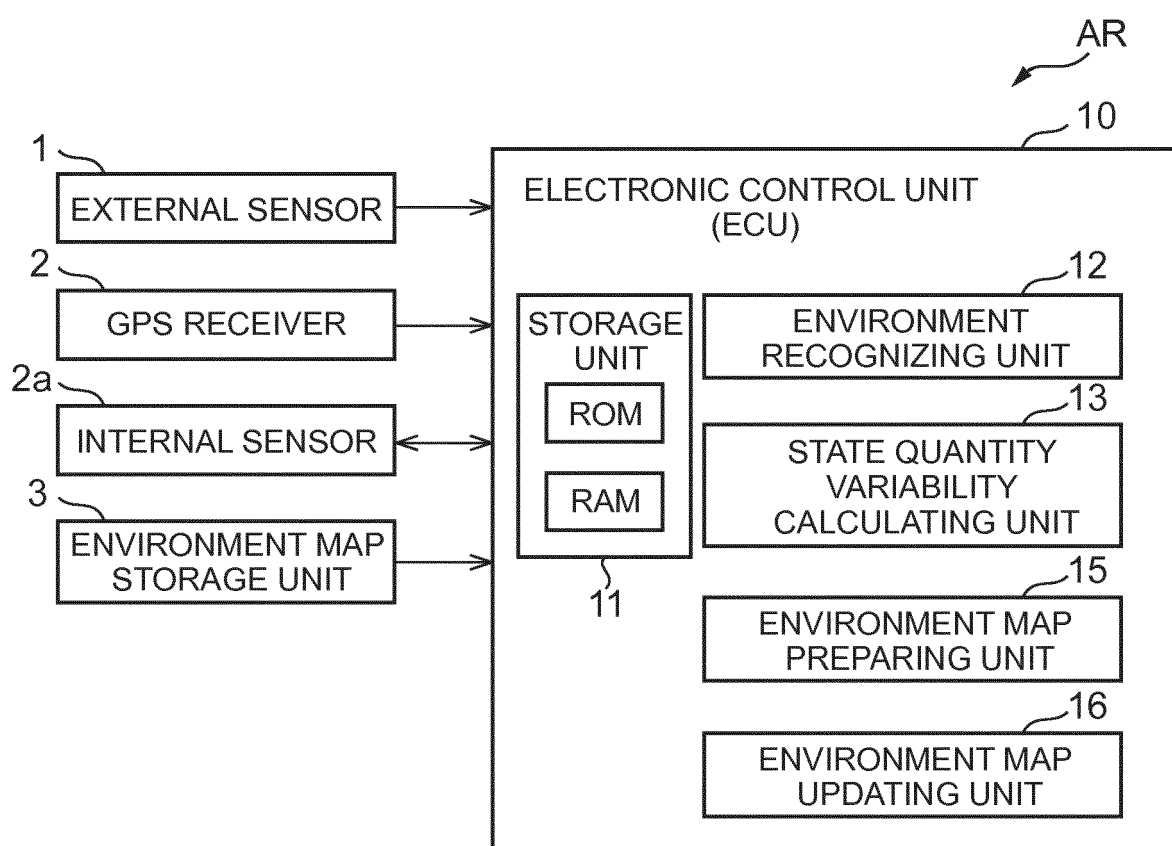 AR
10
1
EXTERNAL SENSOR
2
GPS RECEIVER
2a
INTERNAL SENSOR
3
ENVIRONMENT MAP
STORAGE UNIT
ELECTRONIC CONTROL UNIT
(ECU)
STORAGE
UNIT
ROM
RAM
11
12
ENVIRONMENT
RECOGNIZING UNIT
13
STATE QUANTITY
VARIABILITY
CALCULATING UNIT
15
ENVIRONMENT MAP
PREPARING UNIT
16
ENVIRONMENT MAP
UPDATING UNIT